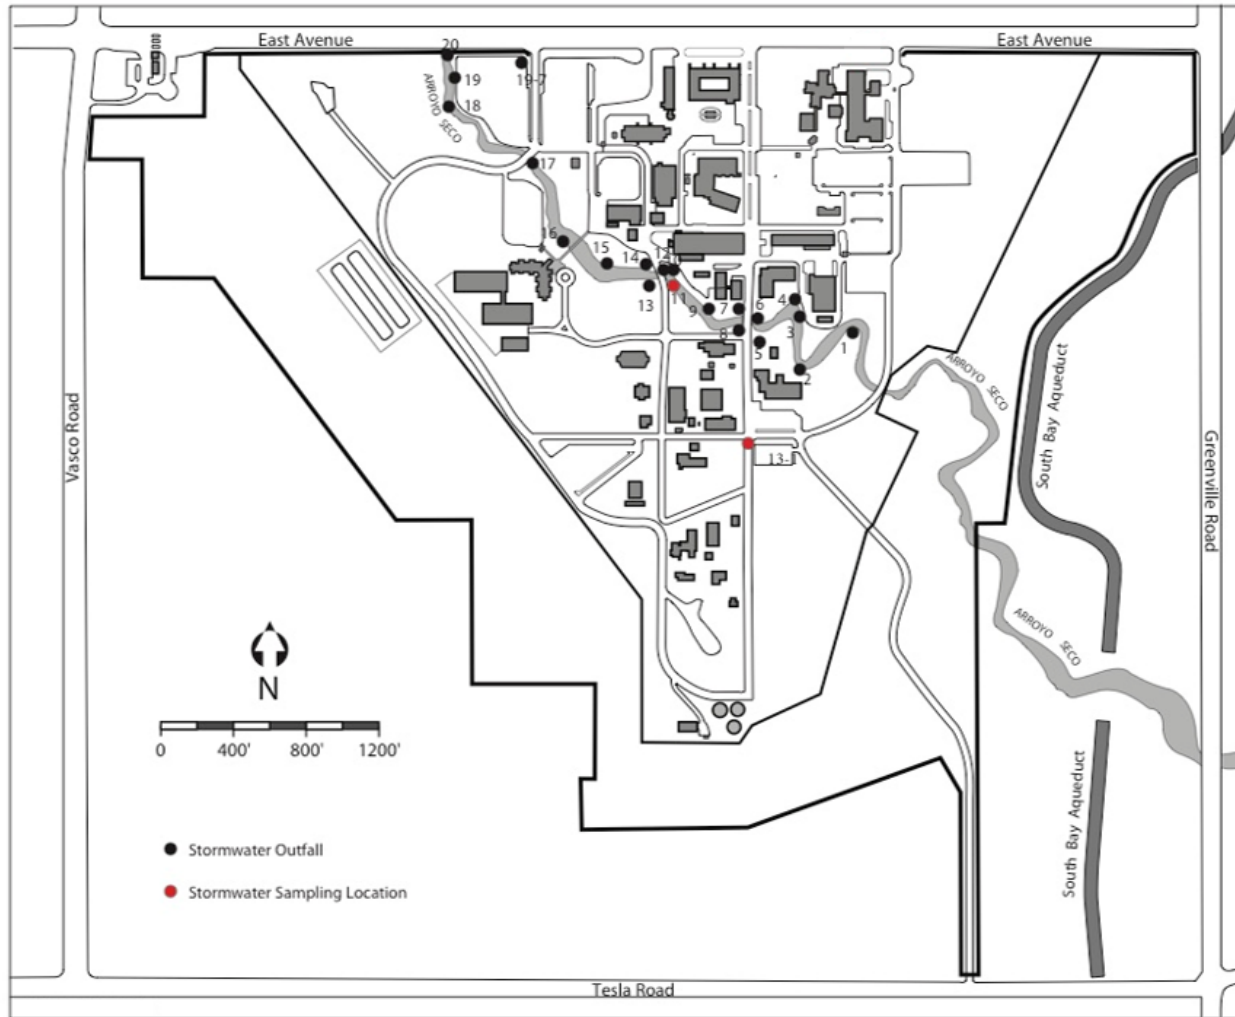 East Avenue
East Avenue
20
19
19-7
18
ARROYO SECO
17
16
15
14
12
13
11
9
7
8
6
5
4
3
2
1
13-
ARROYO SECO
South Bay Aqueduct
Vasco Road
Greenville Road
ARROYO SECO
N
0 400' 800' 1200'
South Bay Aqueduct
Stormwater Outfall
Stormwater Sampling Location
Tesla Road